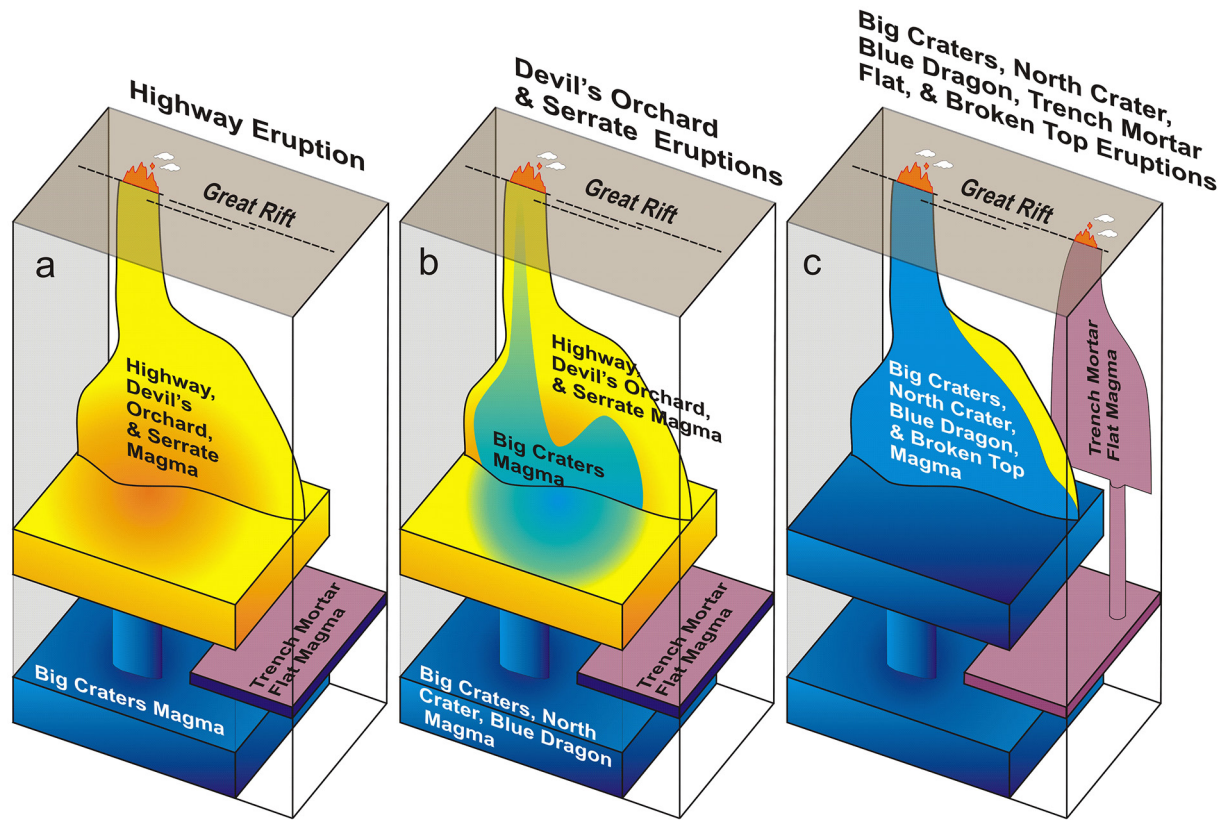 Highway Eruption
Great Rift
a
Highway,
Devil's
Orchard,
& Serrate
Magma
Trench Mortar
Flat Magma
Big Craters Magma
Devil's Orchard
& Serrate Eruptions
Great Rift
b
Highway,
Devil's Orchard,
& Serrate Magma
Big Craters
Magma
Trench Mortar
Flat Magma
Big Craters, North
Crater, Blue Dragon
Magma
Big Craters, North Crater,
Blue Dragon, Trench Mortar
Flat, & Broken Top Eruptions
Great Rift
c
Big Craters,
North Crater,
Blue Dragon,
& Broken Top
Magma
Trench Mortar
Flat Magma